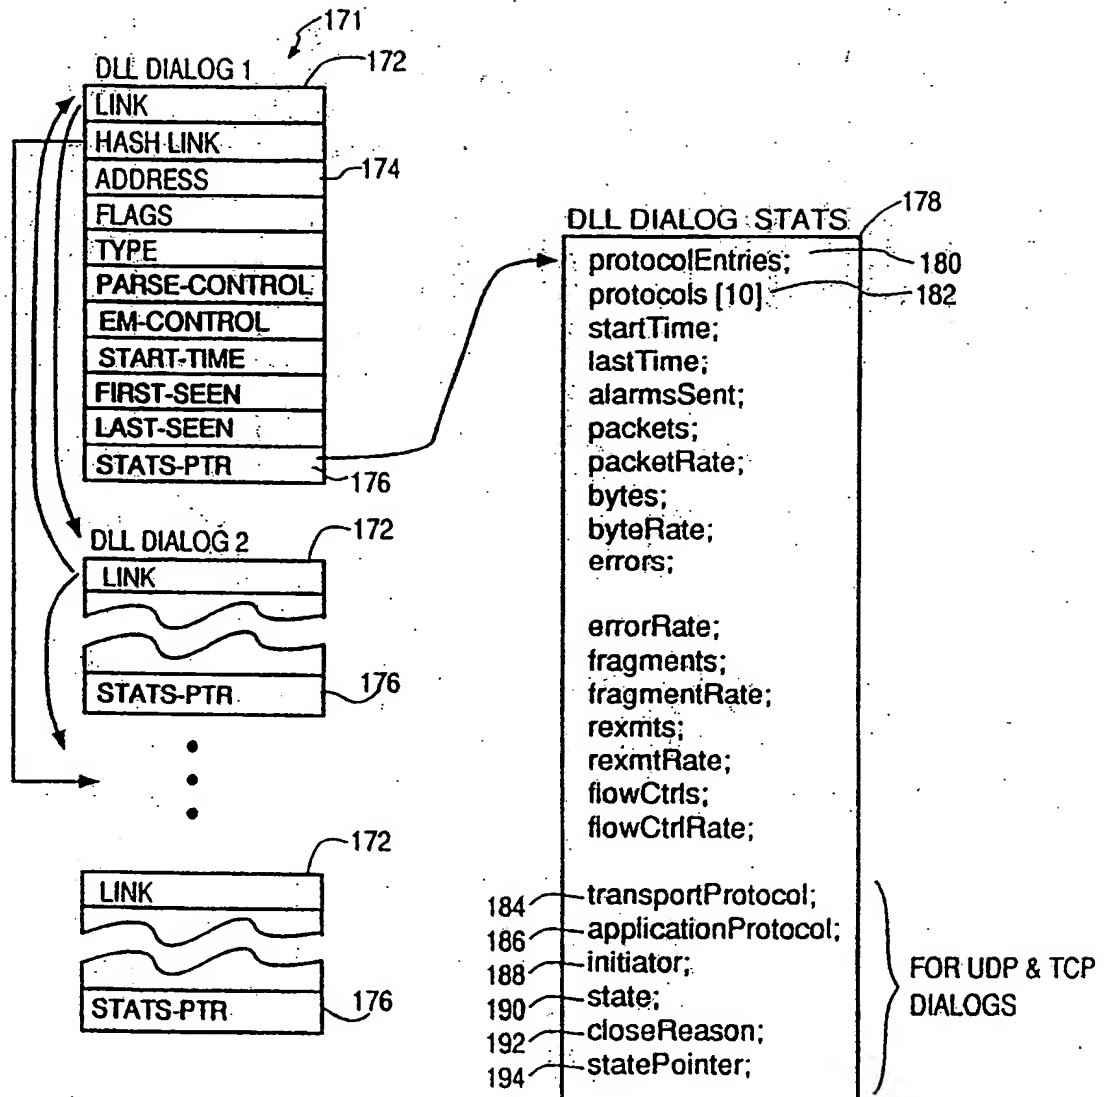 171
DLL DIALOG 1
172
LINK
HASH LINK
ADDRESS
174
FLAGS
TYPE
PARSE-CONTROL
EM-CONTROL
START-TIME
FIRST-SEEN
LAST-SEEN
STATS-PTR
176
DLL DIALOG 2
172
LINK
STATS-PTR
176
172
LINK
STATS-PTR
176
DLL DIALOG STATS
178
protocolEntries;
180
protocols [10]
182
startTime;
lastTime;
alarmsSent;
packets;
packetRate;
bytes;
byteRate;
errors;
errorRate;
fragments;
fragmentRate;
rexmts;
rexmtRate;
flowCtrls;
flowCtrlRate;
184 transportProtocol;
186 applicationProtocol;
188 initiator;
190 state;
192 closeReason;
194 statePointer;
FOR UDP & TCP
DIALOGS